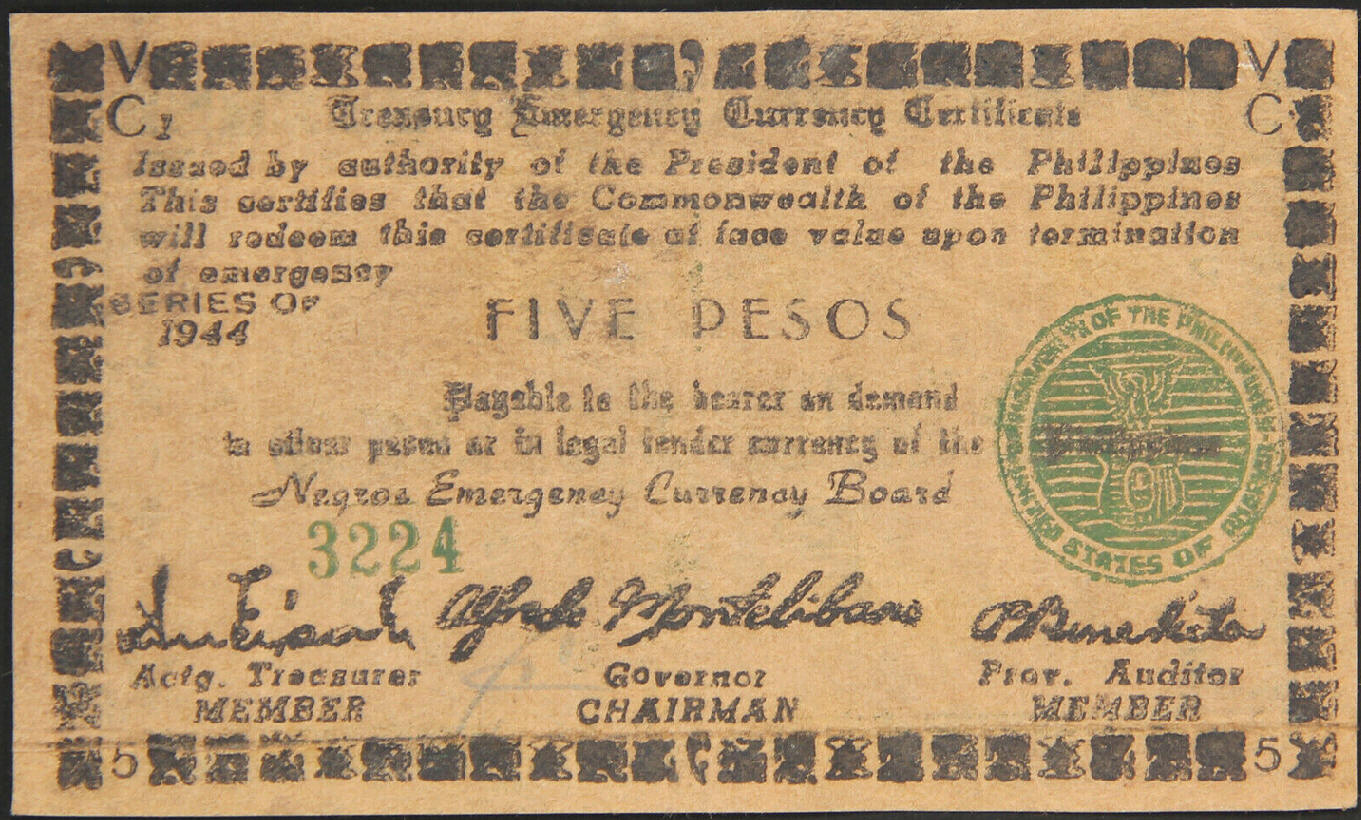 V V
C1 C
Treasury Emergency Currency Certificate
Issued by authority of the President of the Philippines
This certifies that the Commonwealth of the Philippines
will redeem this certificate at face value upon termination
of emergency
SERIES OF
1944
FIVE PESOS
Payable to the bearer on demand
in silver pesos or in legal tender currency of the Philippines
Negros Emergency Currency Board
3224
COMMONWEALTH OF THE PHILIPPINES
UNITED STATES OF AMERICA
Alfredo Montelibano
Actg. Treasurer Governor Prov. Auditor
MEMBER CHAIRMAN MEMBER
5 5